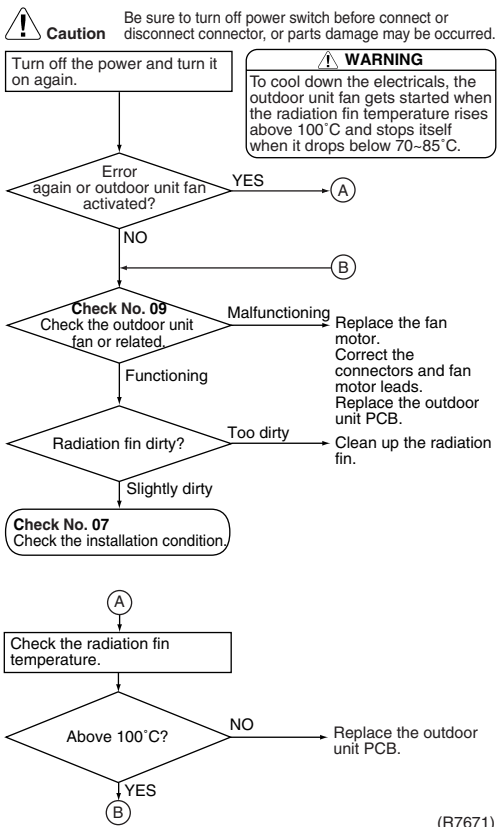 Caution
Be sure to turn off power switch before connect or
disconnect connector, or parts damage may be occurred.
Turn off the power and turn it
on again.
WARNING
To cool down the electricals, the
outdoor unit fan gets started when
the radiation fin temperature rises
above 100˚C and stops itself
when it drops below 70~85˚C.
Error
again or outdoor unit fan
activated?
YES
A
NO
B
Check No. 09
Check the outdoor unit
fan or related.
Malfunctioning
Replace the fan
motor.
Correct the
connectors and fan
motor leads.
Replace the outdoor
unit PCB.
Functioning
Radiation fin dirty?
Too dirty
Clean up the radiation
fin.
Slightly dirty
Check No. 07
Check the installation condition.
A
Check the radiation fin
temperature.
Above 100˚C?
NO
Replace the outdoor
unit PCB.
YES
B
(R7671)